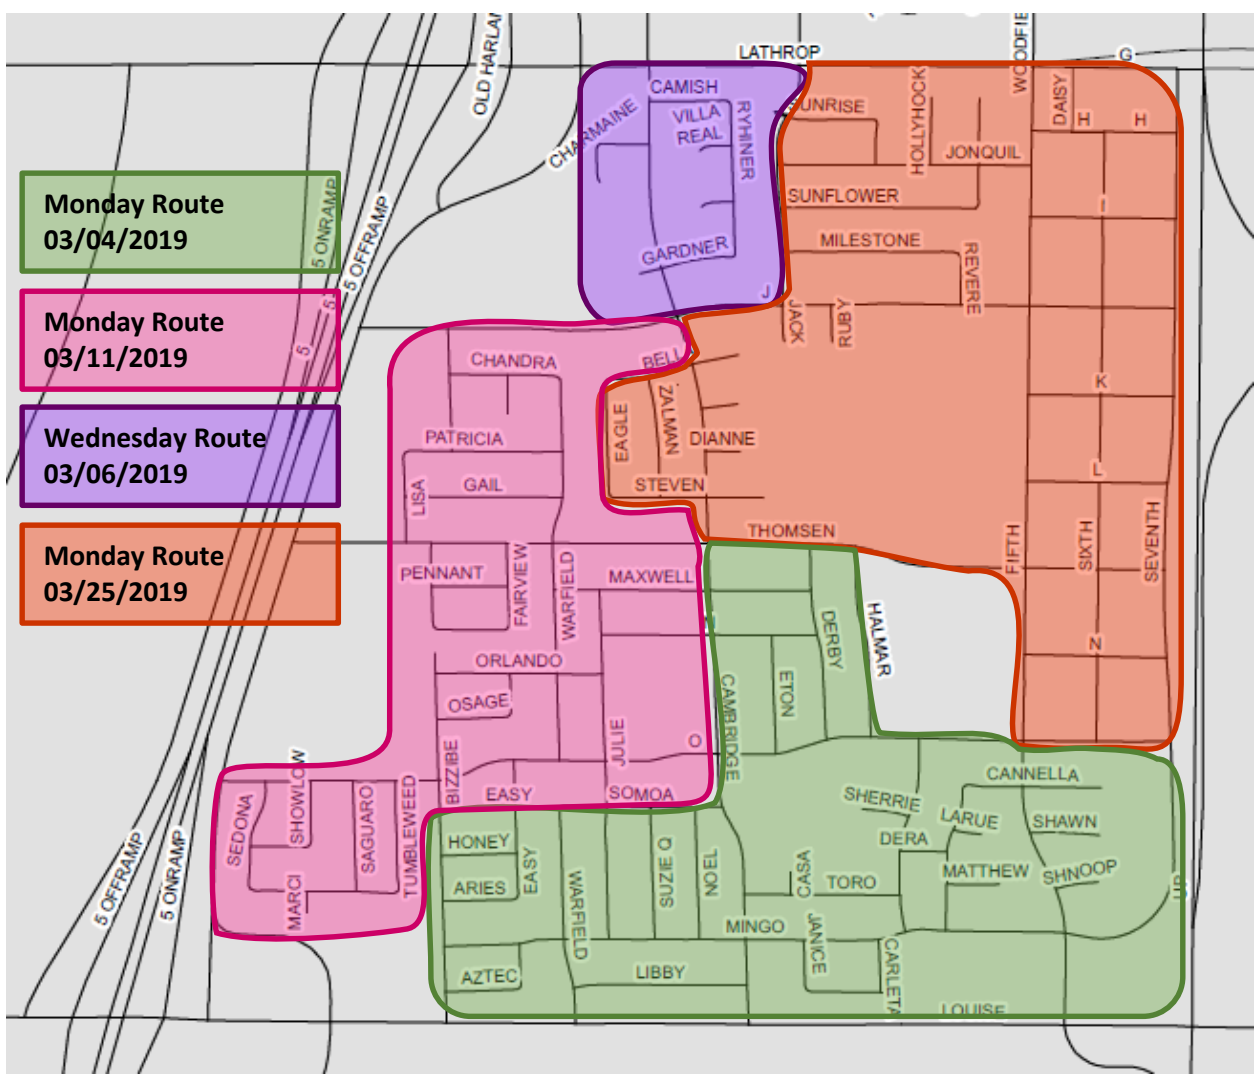 LATHROP
WOODFIE
G
OLD HARLAN
CAMISH
VILLA
REAL
RYHINER
CHARMAINE
GARDNER
J
SUNRISE
HOLLYHOCK
DAISY
H
H
JONQUIL
SUNFLOWER
I
MILESTONE
REVERE
JACK
RUBY
Monday Route
03/04/2019
5 ONRAMP
5 OFFRAMP
5
5
Monday Route
03/11/2019
Wednesday Route
03/06/2019
Monday Route
03/25/2019
CHANDRA
BELL
EAGLE
ZALMAN
DIANNE
K
PATRICIA
GAIL
LISA
STEVEN
L
THOMSEN
FIFTH
SIXTH
SEVENTH
PENNANT
FAIRVIEW
WARFIELD
MAXWELL
DERBY
HALMAR
N
ORLANDO
OSAGE
CAMBRIDGE
ETON
JULIE
O
BIZZIBE
EASY
SOMOA
SEDONA
SHOWLOW
SAGUARO
TUMBLEWEED
MARCI
5 OFFRAMP
5 ONRAMP
CANNELLA
SHERRIE
LARUE
SHAWN
DERA
MATTHEW
SHNOOP
HONEY
ARIES
EASY
WARFIELD
SUZIE Q
NOEL
CASA
TORO
MINGO
JANICE
CARLETA
AZTEC
LIBBY
LOUISE